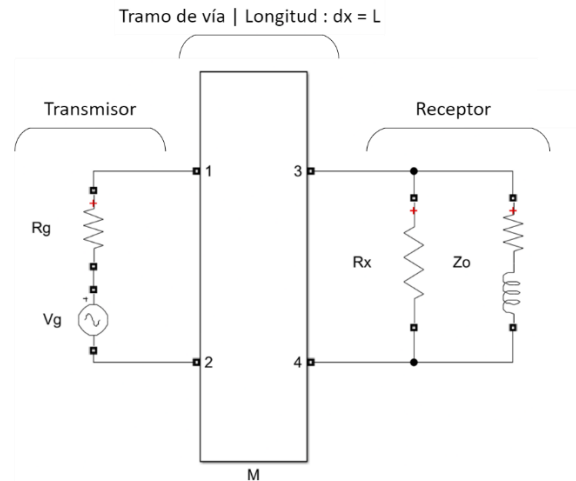 Tramo de vía | Longitud : dx = L
Transmisor
Receptor
1
3
Rg
Rx
Zo
Vg
2
4
M